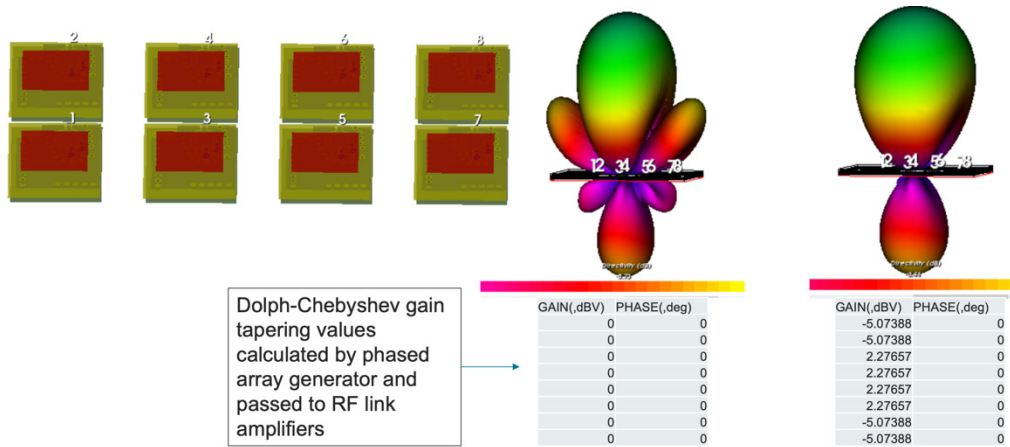 2 4 6 8
1 3 5 7
12 34 56 78
12 34 56 78
Directivity (dB)
Dolph-Chebyshev gain
tapering values
calculated by phased
array generator and
passed to RF link
amplifiers
GAIN(,dBV) PHASE(,deg)
0 0
0 0
0 0
0 0
0 0
0 0
0 0
0 0
GAIN(,dBV) PHASE(,deg)
-5.07388 0
-5.07388 0
2.27657 0
2.27657 0
2.27657 0
2.27657 0
-5.07388 0
-5.07388 0